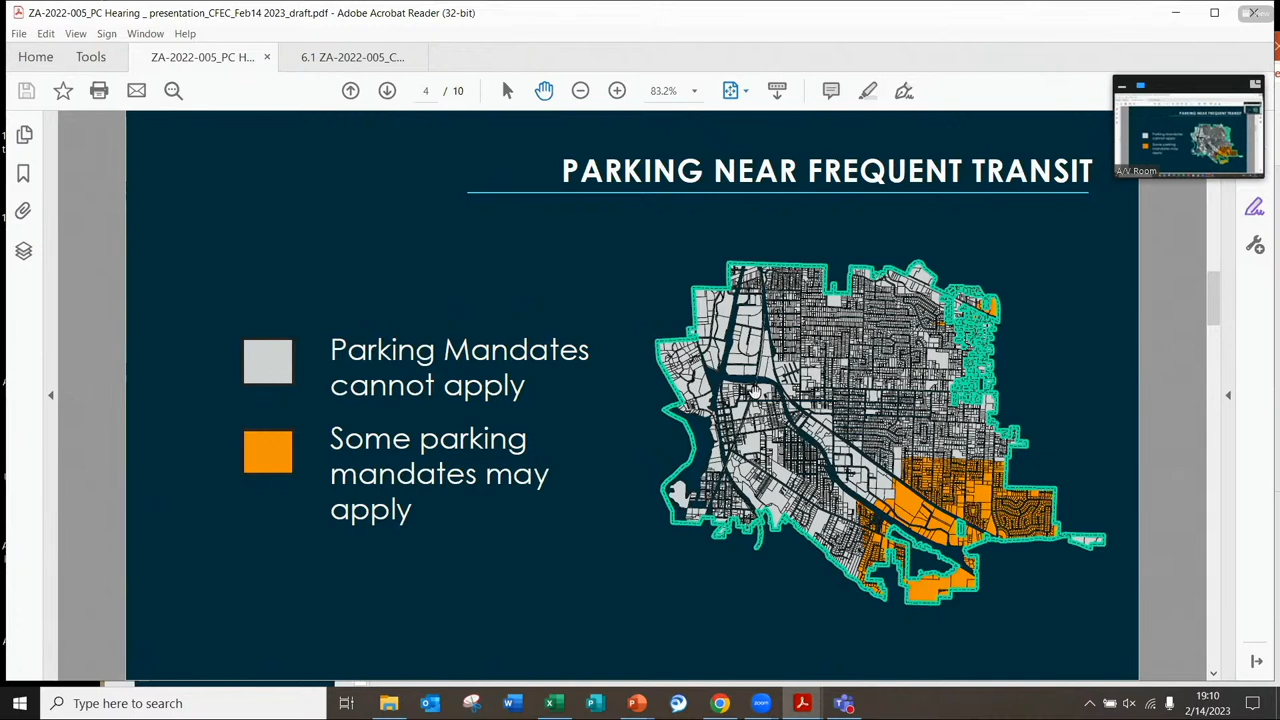 ZA-2022-005_PC Hearing _ presentation_CFEC_Feb14 2023_draft.pdf - Adobe Acrobat Reader (32-bit)
File Edit View Sign Window Help
Home Tools ZA-2022-005_PC H... × 6.1 ZA-2022-005_C...
4 10 83.2%
PARKING NEAR FREQUENT TRANSIT
A/V Room
Parking Mandates
cannot apply
Some parking
mandates may
apply
Type here to search
19:10
2/14/2023